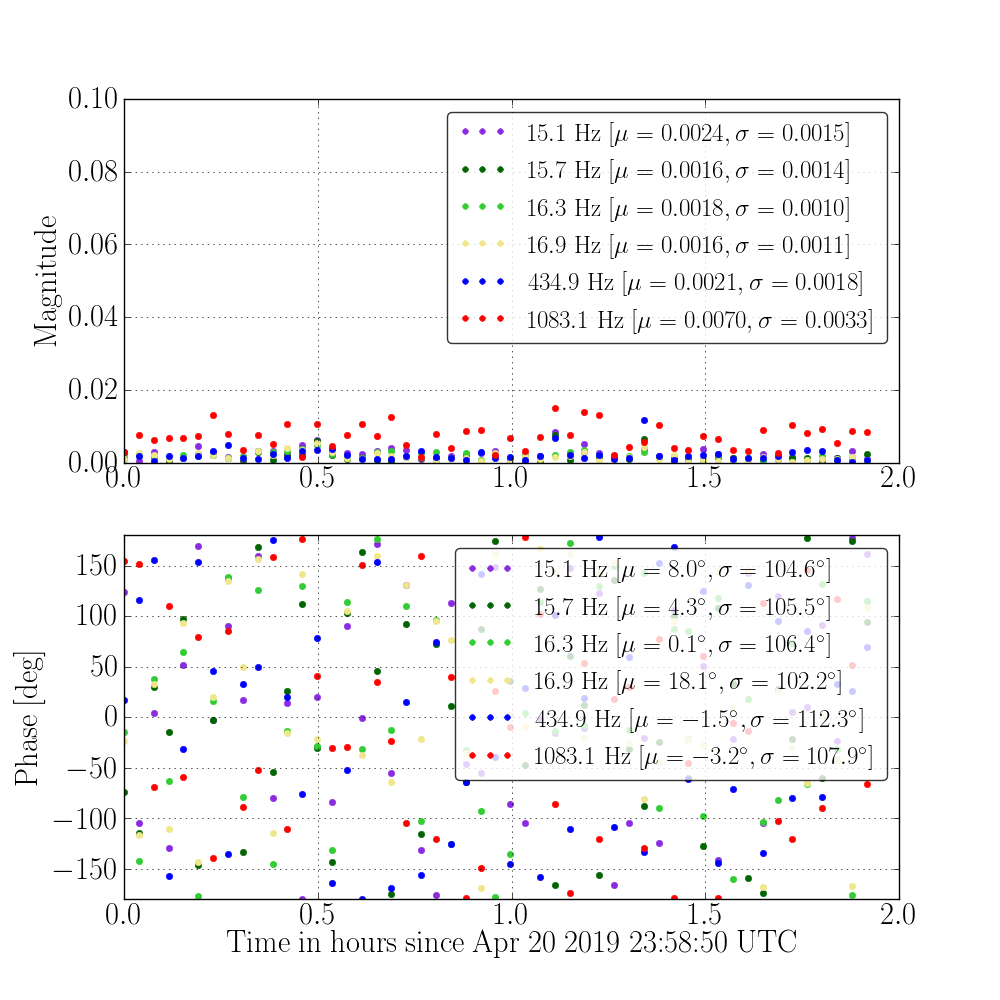 0.10
0.08
0.06
0.04
0.02
0.00
Magnitude
15.1 Hz [μ = 0.0024, σ = 0.0015]
15.7 Hz [μ = 0.0016, σ = 0.0014]
16.3 Hz [μ = 0.0018, σ = 0.0010]
16.9 Hz [μ = 0.0016, σ = 0.0011]
434.9 Hz [μ = 0.0021, σ = 0.0018]
1083.1 Hz [μ = 0.0070, σ = 0.0033]
0.0 0.5 1.0 1.5 2.0
150
100
50
0
−50
−100
−150
Phase [deg]
15.1 Hz [μ = 8.0°, σ = 104.6°]
15.7 Hz [μ = 4.3°, σ = 105.5°]
16.3 Hz [μ = 0.1°, σ = 106.4°]
16.9 Hz [μ = 18.1°, σ = 102.2°]
434.9 Hz [μ = −1.5°, σ = 112.3°]
1083.1 Hz [μ = −3.2°, σ = 107.9°]
0.0 0.5 1.0 1.5 2.0
Time in hours since Apr 20 2019 23:58:50 UTC